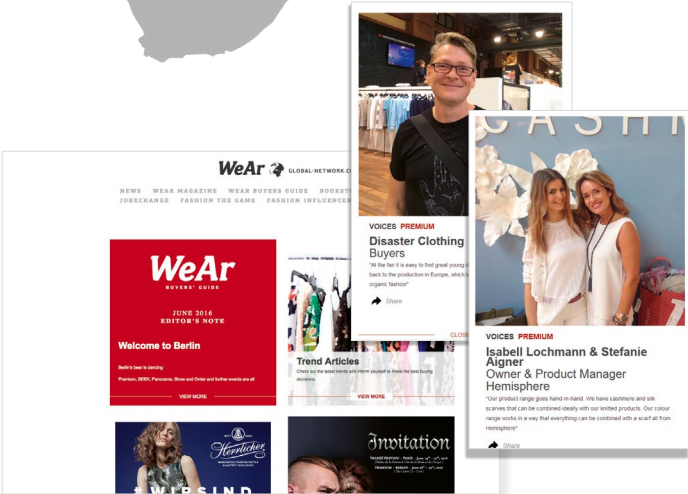 WeAr GLOBAL-NETWORK.C
NEWS WEAR MAGAZINE WEAR BUYERS GUIDE BOOKST
JOBXCHANGE FASHION THE GAME FASHION INFLUENCER
WeAr
BUYERS' GUIDE
JUNE 2016
EDITOR'S NOTE
Welcome to Berlin
Berlin's bear is dancing
Premium, SEEK, Panorama, Show and Order and further events are all
VIEW MORE
Trend Articles
Check out the latest trends and inform yourself to make the best buying
decisions.
VIEW MORE
Herrlicher
#WIRSIND
Invitation
VOICES PREMIUM
Disaster Clothing
Buyers
"At the fair it is easy to find great young d
back to the production in Europe, which is
organic fashion"
Share
CLOSE
CASH
VOICES PREMIUM
Isabell Lochmann & Stefanie
Aigner
Owner & Product Manager
Hemisphere
"Our product range goes hand-in-hand. We have cashmere and silk
scarves that can be combined ideally with our knitted products. Our colour
range works in a way that everything can be combined with a scarf all from
Hemisphere"
Share